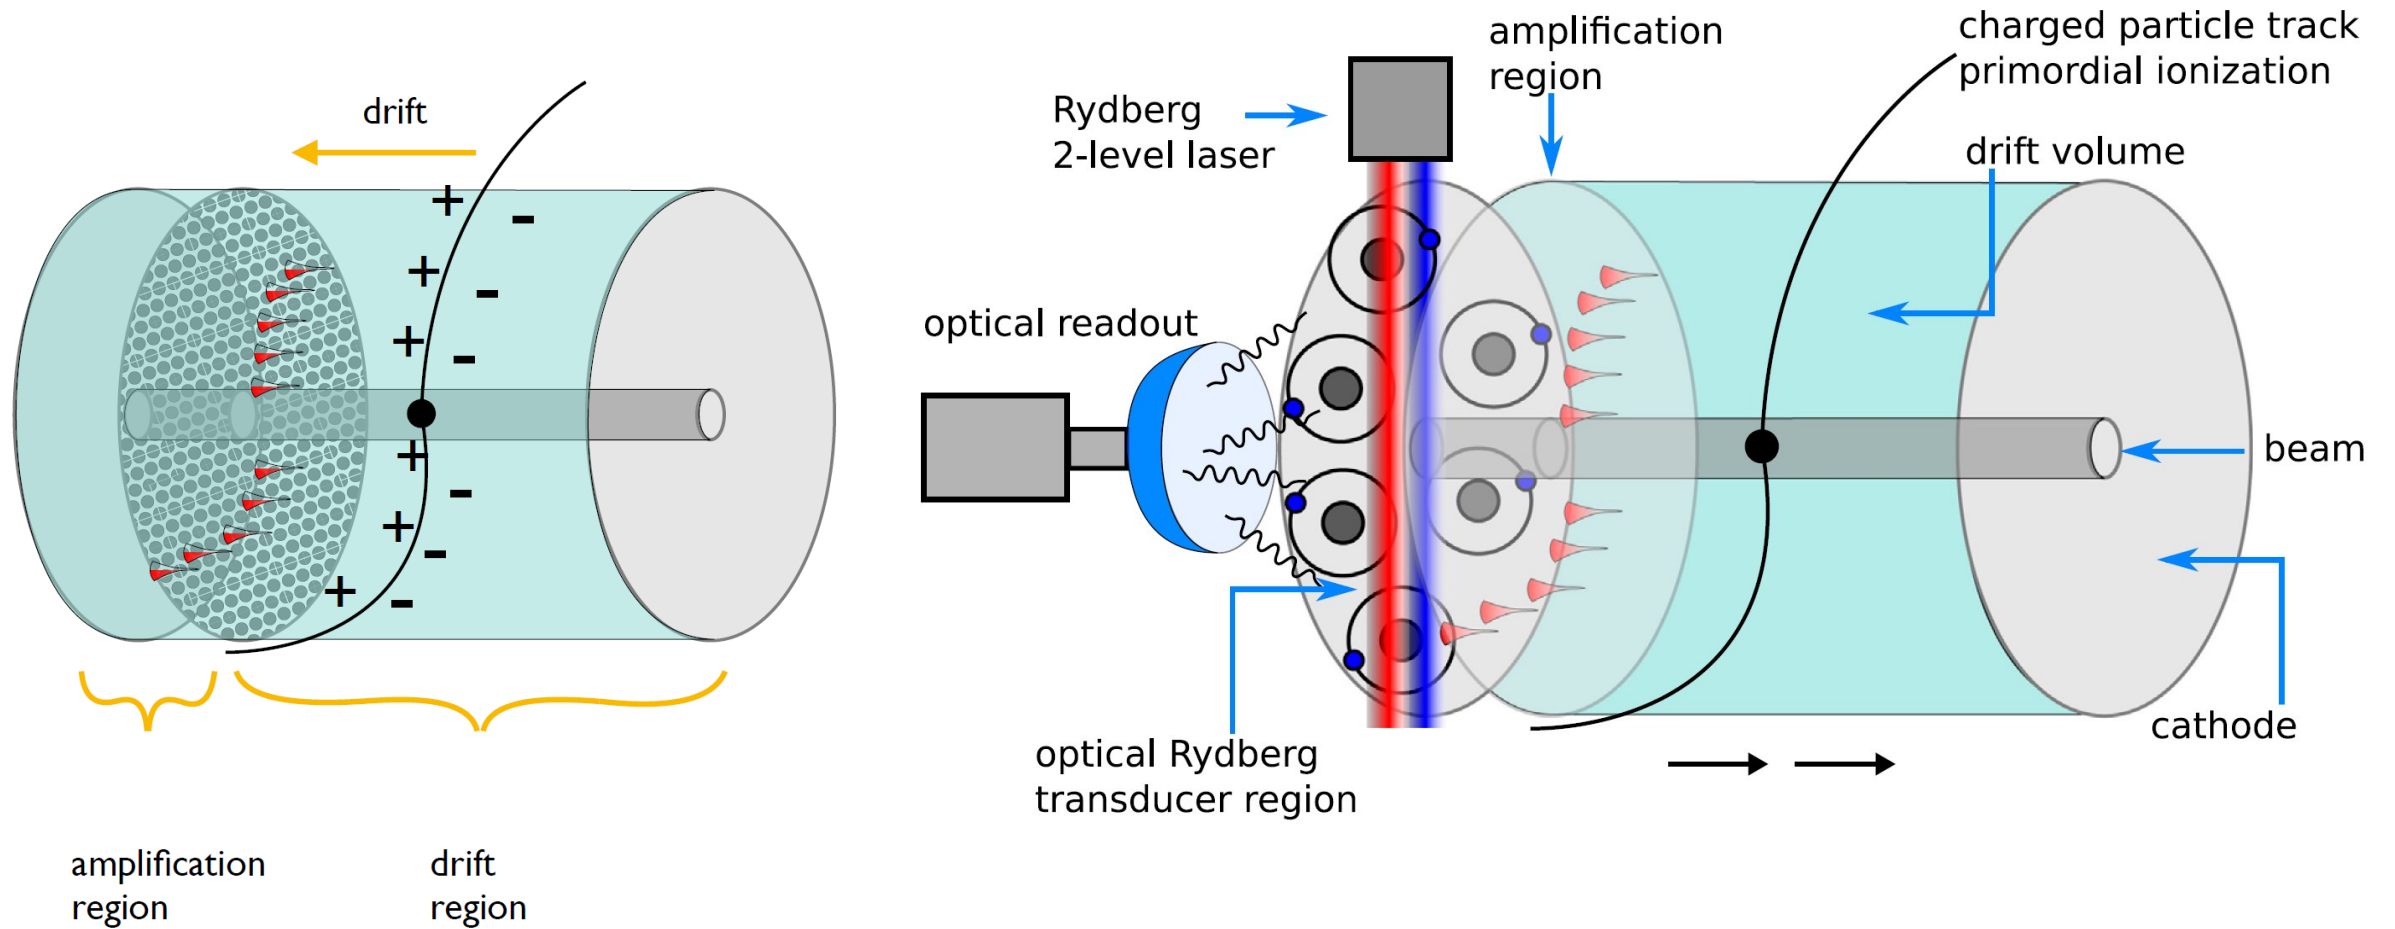 drift
+
-
+
-
+
-
+
-
+
-
+
-
amplification
region
drift
region
amplification
region
charged particle track
primordial ionization
Rydberg
2-level laser
drift volume
optical readout
beam
cathode
optical Rydberg
transducer region